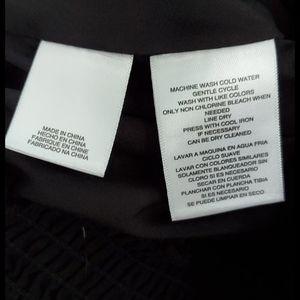 MADE IN CHINA
HECHO EN CHINA
FABRIQUE EN CHINE
FABRICADO NA CHINA
MACHINE WASH COLD WATER
GENTLE CYCLE
WASH WITH LIKE COLORS
ONLY NON CHLORINE BLEACH WHEN
NEEDED
LINE DRY
PRESS WITH COOL IRON
IF NECESSARY
CAN BE DRY CLEANED
LAVAR A MAQUINA EN AGUA FRIA
CICLO SUAVE
LAVAR CON COLORES SIMILARES
SOLAMENTE BLANQUEADOR SIN
CLORO SI ES NECESARIO
SECAR EN CUERDA
PLANCHAR CON PLANCHA TIBIA
SI ES NECESARIO
SE PUEDE LIMPIAR EN SECO